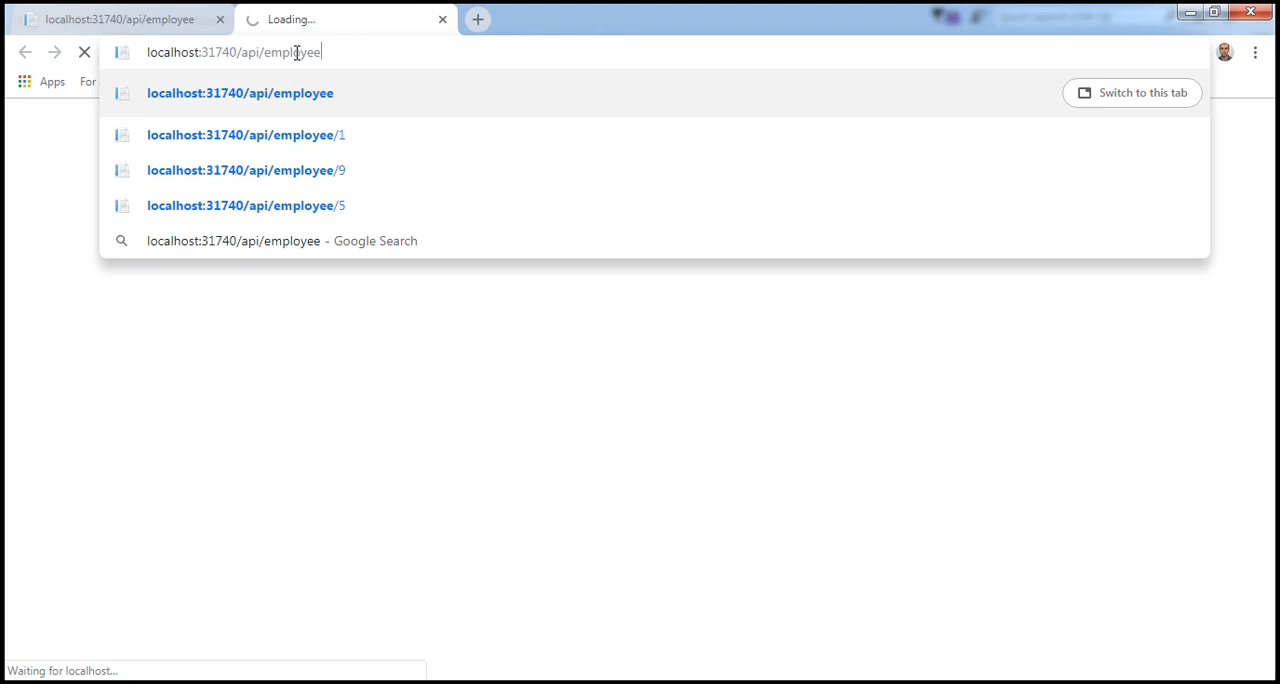 localhost:31740/api/employee
Loading...
localhost:31740/api/employee
Apps
For
localhost:31740/api/employee
Switch to this tab
localhost:31740/api/employee/1
localhost:31740/api/employee/9
localhost:31740/api/employee/5
localhost:31740/api/employee - Google Search
Waiting for localhost...